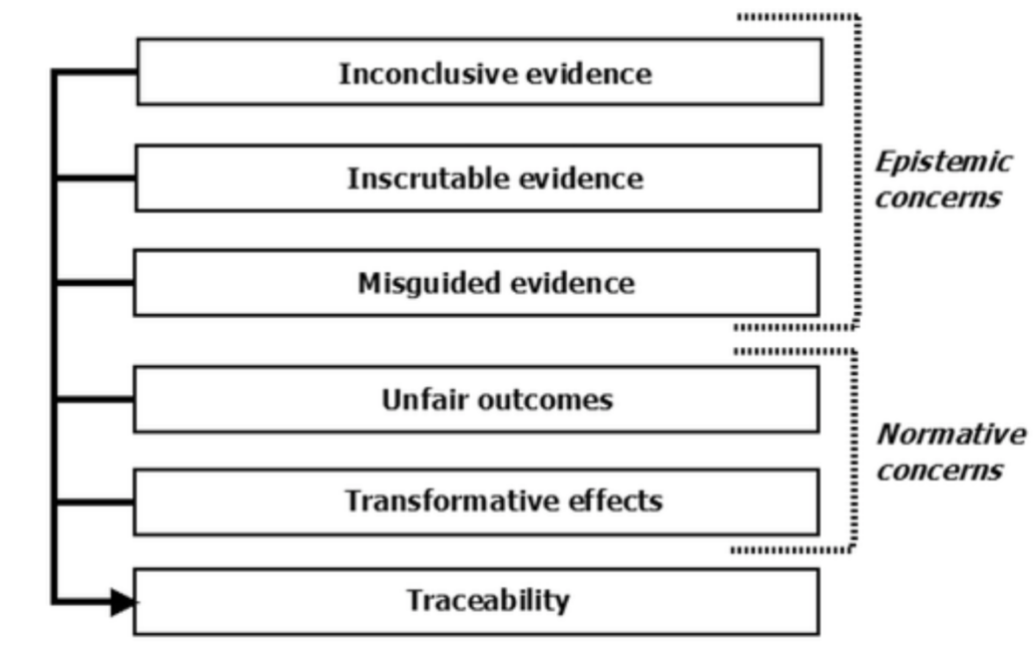 Inconclusive evidence
Inscrutable evidence
Epistemic
concerns
Misguided evidence
Unfair outcomes
Normative
concerns
Transformative effects
Traceability